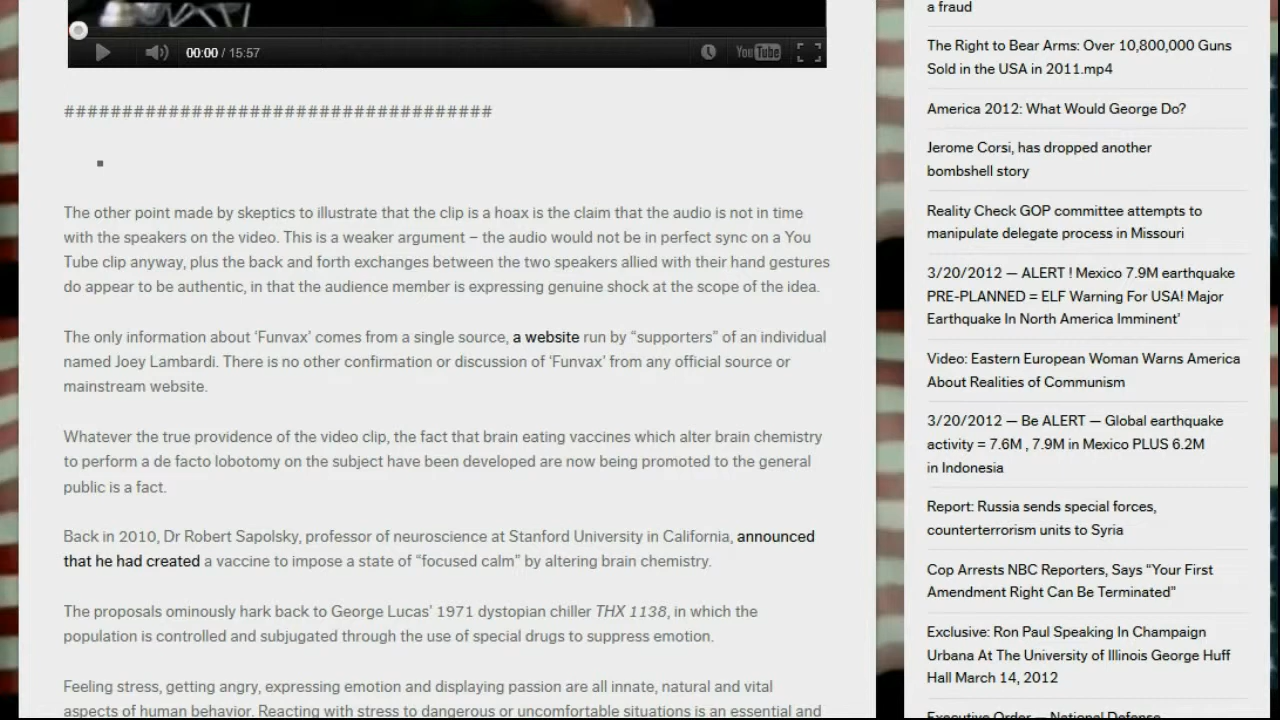 00:00 / 15:57
YouTube
#####################################
The other point made by skeptics to illustrate that the clip is a hoax is the claim that the audio is not in time
with the speakers on the video. This is a weaker argument – the audio would not be in perfect sync on a You
Tube clip anyway, plus the back and forth exchanges between the two speakers allied with their hand gestures
do appear to be authentic, in that the audience member is expressing genuine shock at the scope of the idea.
The only information about ‘Funvax’ comes from a single source, a website run by “supporters” of an individual
named Joey Lambardi. There is no other confirmation or discussion of ‘Funvax’ from any official source or
mainstream website.
Whatever the true providence of the video clip, the fact that brain eating vaccines which alter brain chemistry
to perform a de facto lobotomy on the subject have been developed are now being promoted to the general
public is a fact.
Back in 2010, Dr Robert Sapolsky, professor of neuroscience at Stanford University in California, announced
that he had created a vaccine to impose a state of “focused calm” by altering brain chemistry.
The proposals ominously hark back to George Lucas’ 1971 dystopian chiller THX 1138, in which the
population is controlled and subjugated through the use of special drugs to suppress emotion.
Feeling stress, getting angry, expressing emotion and displaying passion are all innate, natural and vital
aspects of human behavior. Reacting with stress to dangerous or uncomfortable situations is an essential and
a fraud
The Right to Bear Arms: Over 10,800,000 Guns
Sold in the USA in 2011.mp4
America 2012: What Would George Do?
Jerome Corsi, has dropped another
bombshell story
Reality Check GOP committee attempts to
manipulate delegate process in Missouri
3/20/2012 — ALERT ! Mexico 7.9M earthquake
PRE-PLANNED = ELF Warning For USA! Major
Earthquake In North America Imminent’
Video: Eastern European Woman Warns America
About Realities of Communism
3/20/2012 — Be ALERT — Global earthquake
activity = 7.6M , 7.9M in Mexico PLUS 6.2M
in Indonesia
Report: Russia sends special forces,
counterterrorism units to Syria
Cop Arrests NBC Reporters, Says “Your First
Amendment Right Can Be Terminated”
Exclusive: Ron Paul Speaking In Champaign
Urbana At The University of Illinois George Huff
Hall March 14, 2012
Executive Order — National Defense